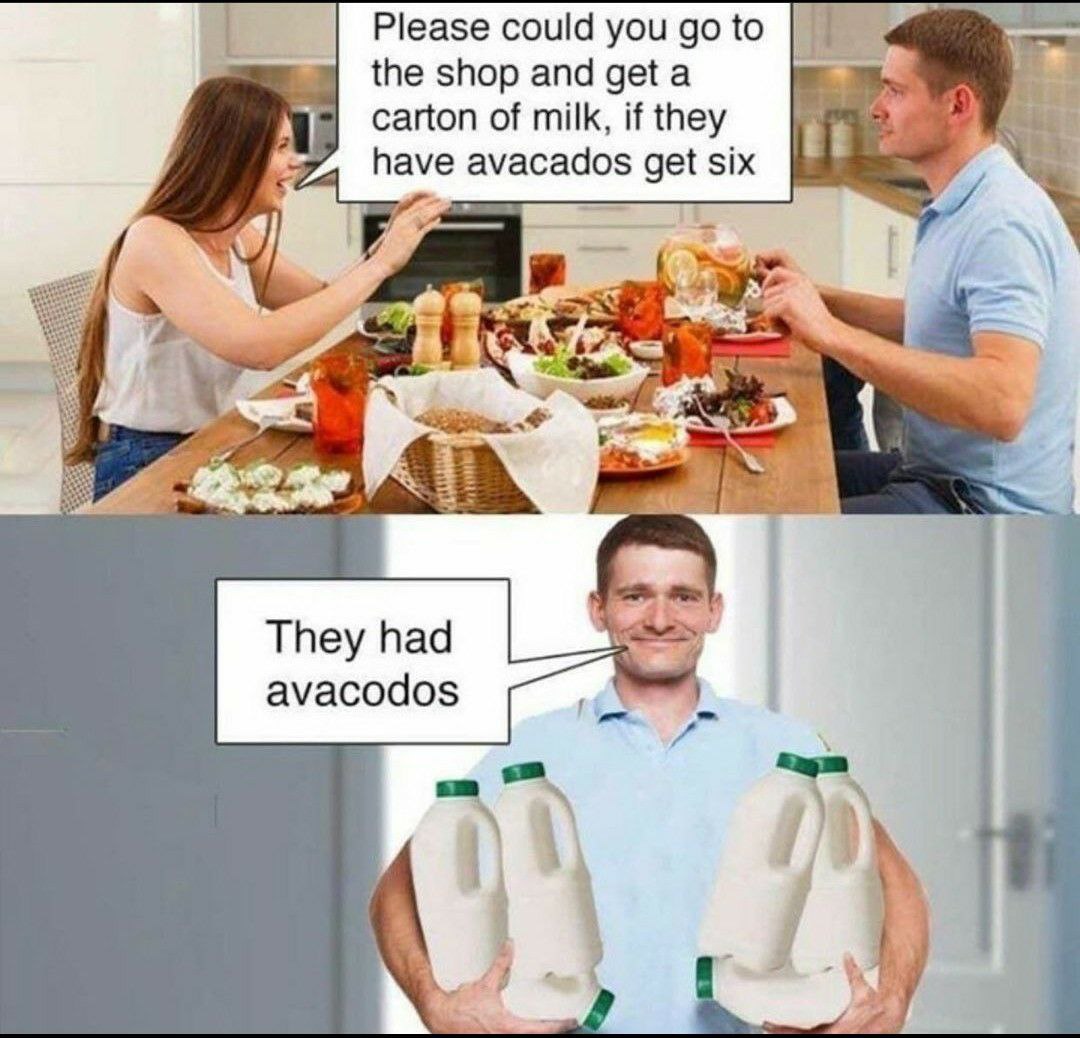 Please could you go to
the shop and get a
carton of milk, if they
have avacados get six
They had
avacodos